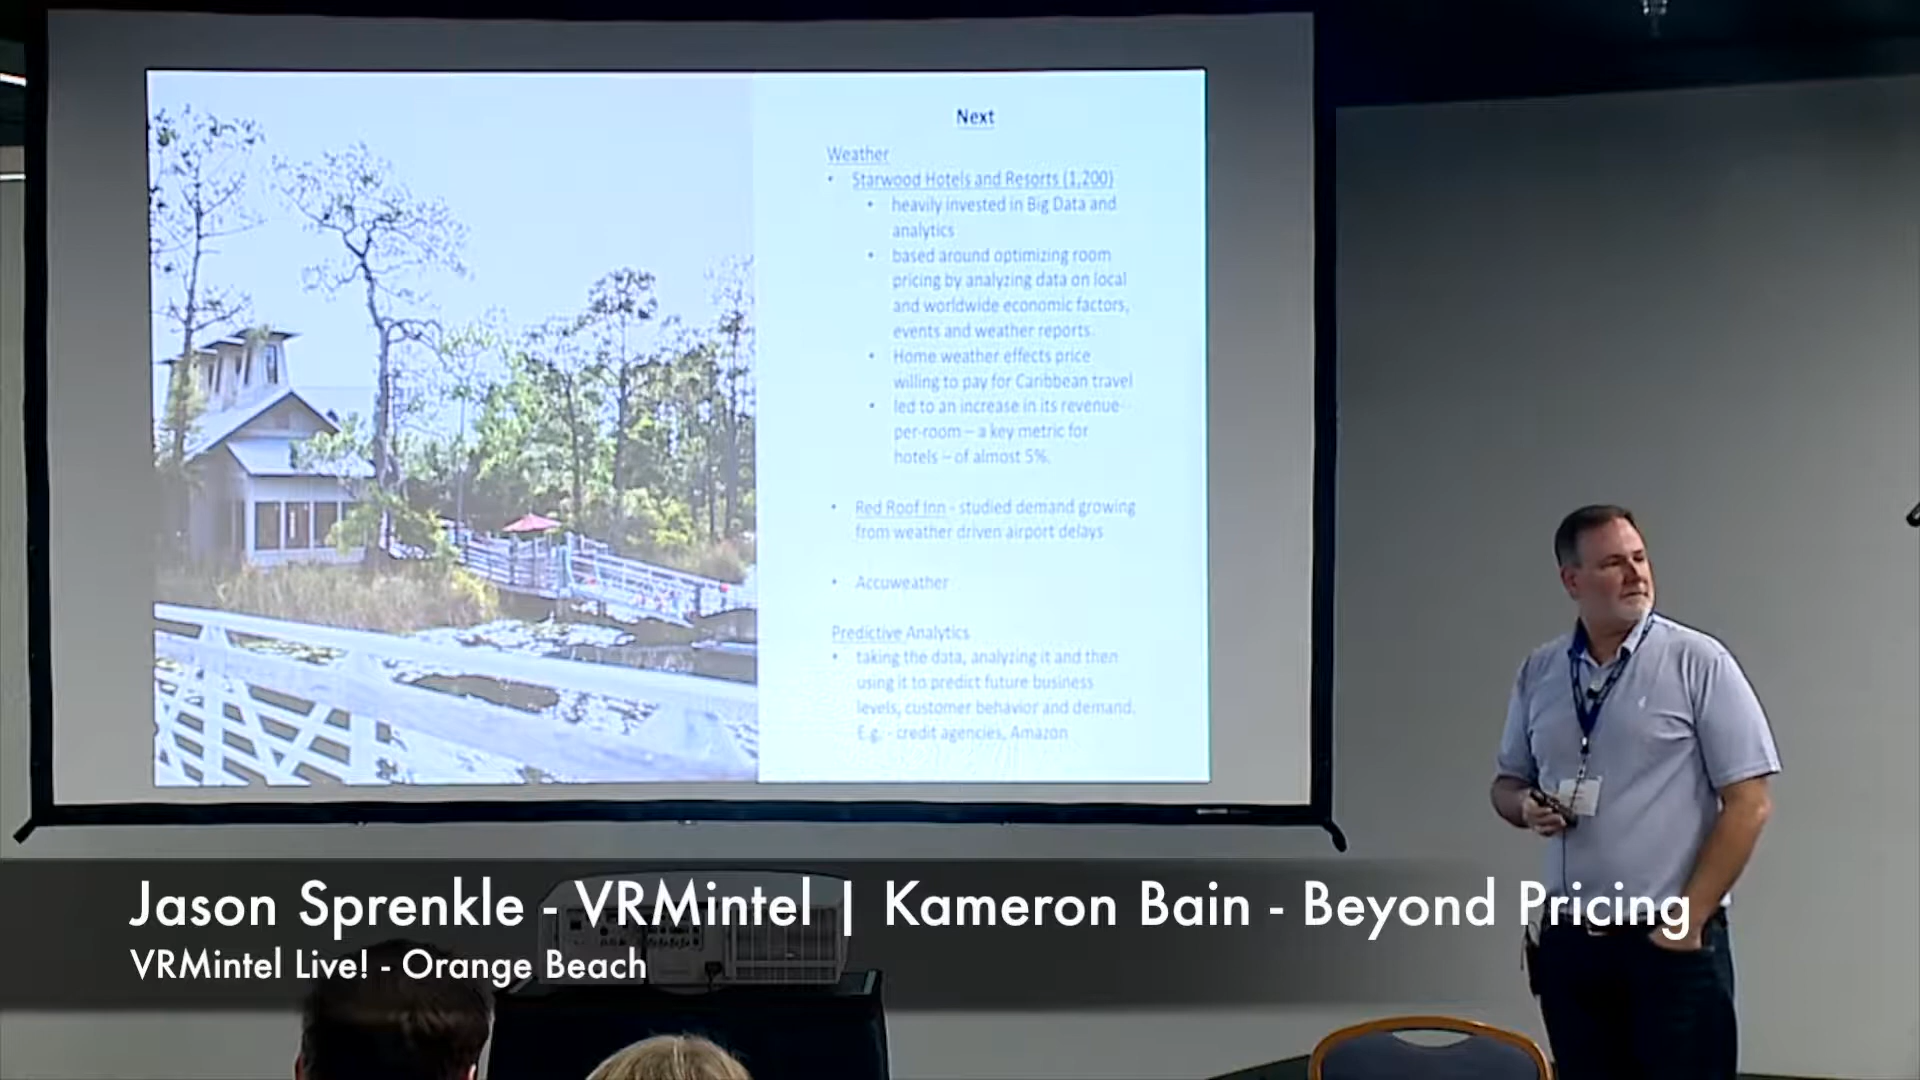 Next
Weather
• Starwood Hotels and Resorts (1,200)
• heavily invested in Big Data and
analytics
• based around optimizing room
pricing by analyzing data on local
and worldwide economic factors,
events and weather reports.
• Home weather effects price
willing to pay for Caribbean travel
• led to an increase in its revenue-
per-room – a key metric for
hotels – of almost 5%.
• Red Roof Inn - studied demand growing
from weather driven airport delays
• Accuweather
Predictive Analytics
• taking the data, analyzing it and then
using it to predict future business
levels, customer behavior and demand.
E.g. - credit agencies, Amazon
Jason Sprenkle - VRMintel | Kameron Bain - Beyond Pricing
VRMintel Live! - Orange Beach